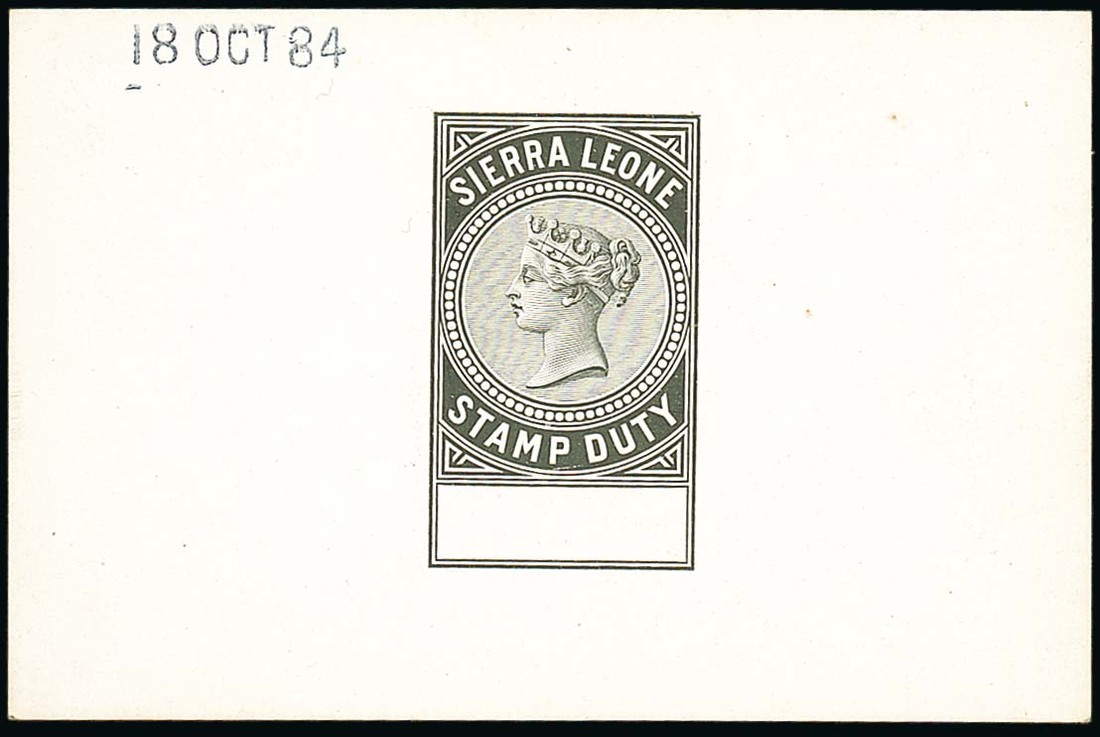 18 OCT 84
SIERRA LEONE
STAMP DUTY